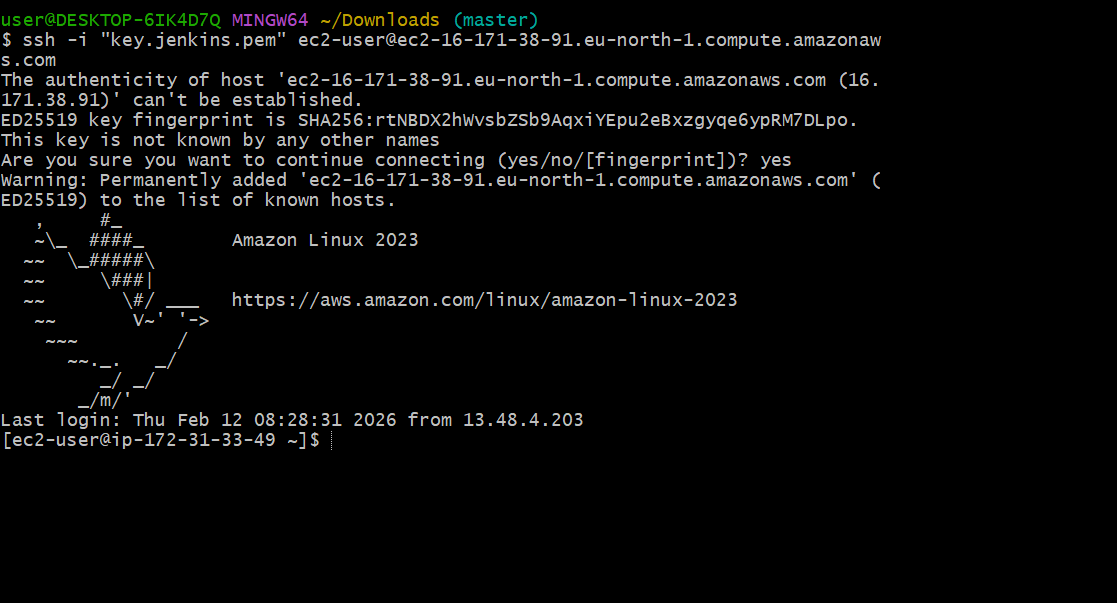 user@DESKTOP-6IK4D7Q MINGW64 ~/Downloads (master)
$ ssh -i "key.jenkins.pem" ec2-user@ec2-16-171-38-91.eu-north-1.compute.amazonaw
s.com
The authenticity of host 'ec2-16-171-38-91.eu-north-1.compute.amazonaws.com (16.
171.38.91)' can't be established.
ED25519 key fingerprint is SHA256:rtNBDX2hWvsbZSb9AqxiYEpu2eBxzgyqe6ypRM7DLpo.
This key is not known by any other names
Are you sure you want to continue connecting (yes/no/[fingerprint])? yes
Warning: Permanently added 'ec2-16-171-38-91.eu-north-1.compute.amazonaws.com' (
ED25519) to the list of known hosts.
   ,     #_
   ~\_  ####_        Amazon Linux 2023
  ~~  \_#####\
  ~~     \###|
  ~~       \#/ ___   https://aws.amazon.com/linux/amazon-linux-2023
   ~~       V~' '->
    ~~~         /
      ~~._.   _/
         _/ _/
       _/m/'
Last login: Thu Feb 12 08:28:31 2026 from 13.48.4.203
[ec2-user@ip-172-31-33-49 ~]$